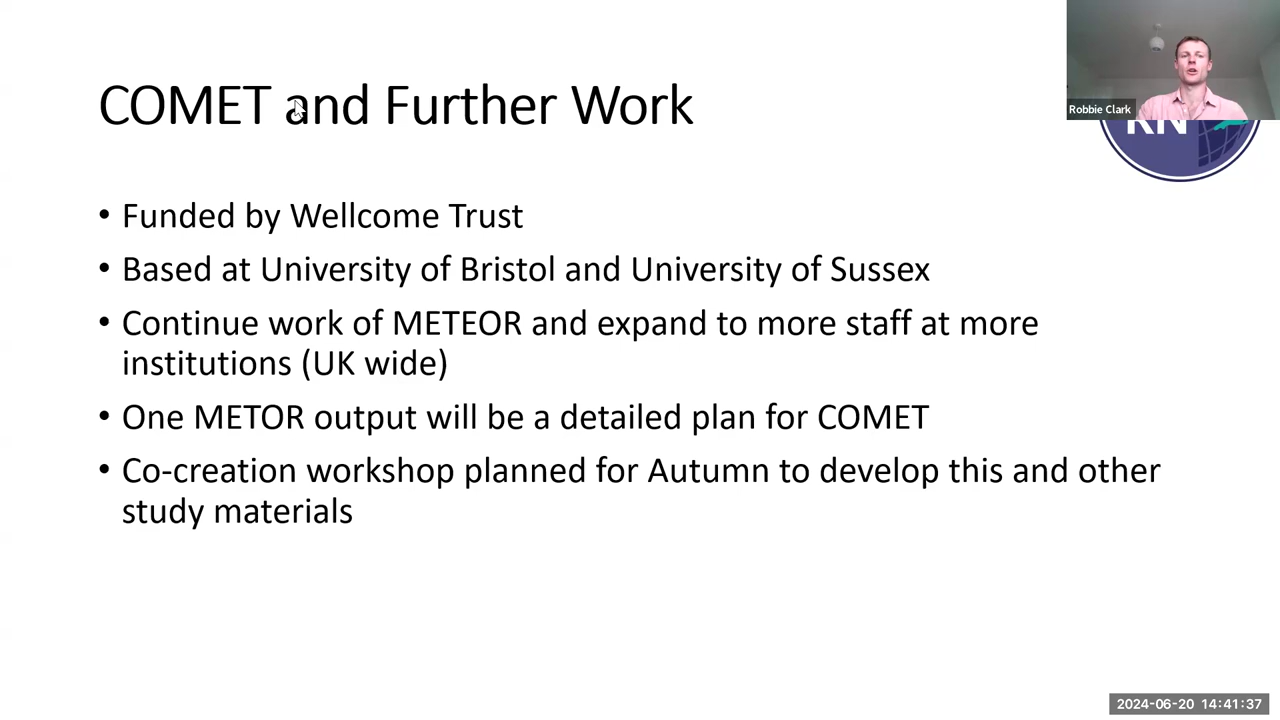 COMET and Further Work
Robbie Clark
RN
• Funded by Wellcome Trust
• Based at University of Bristol and University of Sussex
• Continue work of METEOR and expand to more staff at more
institutions (UK wide)
• One METOR output will be a detailed plan for COMET
• Co-creation workshop planned for Autumn to develop this and other
study materials
2024-06-20 14:41:37